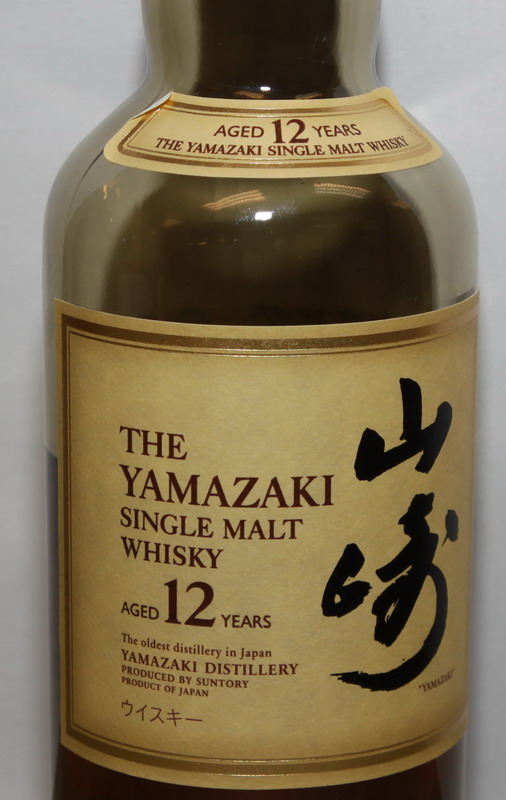 AGED 12 YEARS
THE YAMAZAKI SINGLE MALT WHISKY
THE
YAMAZAKI
SINGLE MALT
WHISKY
AGED 12 YEARS
The oldest distillery in Japan
YAMAZAKI DISTILLERY
PRODUCED BY SUNTORY
PRODUCT OF JAPAN
ウイスキー
山崎
"YAMAZAKI"